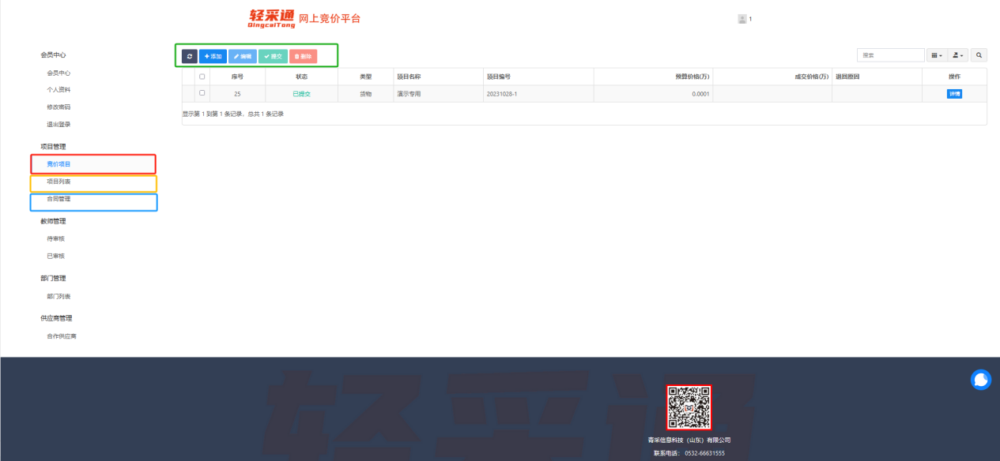 轻采通 网上竞价平台
QingcaiTong
1
会员中心
会员中心
个人资料
修改密码
退出登录
项目管理
竞价项目
项目列表
合同管理
教师管理
待审核
已审核
部门管理
部门列表
供应商管理
合作供应商
添加 编辑 提交 删除
搜索
序号 状态 类型 项目名称 项目编号 预算价格(万) 成交价格(万) 退回原因 操作
25 已提交 货物 演示专用 20231028-1 0.0001 详情
显示第 1 到第 1 条记录，总共 1 条记录
轻采通
青采信息科技（山东）有限公司
联系电话： 0532-66631555